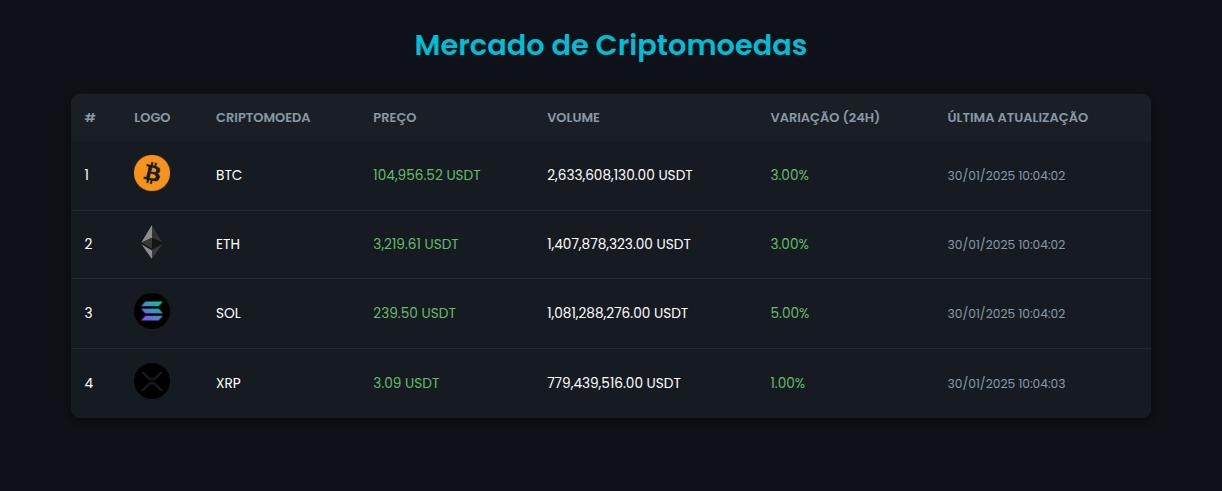 Mercado de Criptomoedas
# LOGO CRIPTOMOEDA PREÇO VOLUME VARIAÇÃO (24H) ÚLTIMA ATUALIZAÇÃO
1 BTC 104,956.52 USDT 2,633,608,130.00 USDT 3.00% 30/01/2025 10:04:02
2 ETH 3,219.61 USDT 1,407,878,323.00 USDT 3.00% 30/01/2025 10:04:02
3 SOL 239.50 USDT 1,081,288,276.00 USDT 5.00% 30/01/2025 10:04:02
4 XRP 3.09 USDT 779,439,516.00 USDT 1.00% 30/01/2025 10:04:03